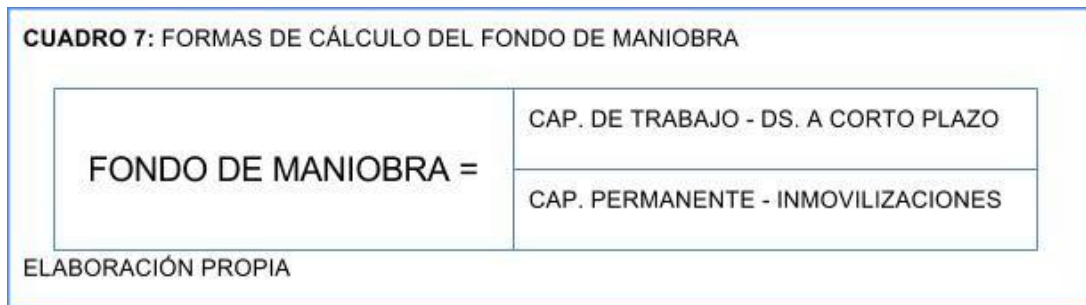 CUADRO 7: FORMAS DE CÁLCULO DEL FONDO DE MANIOBRA
FONDO DE MANIOBRA =
CAP. DE TRABAJO - DS. A CORTO PLAZO
CAP. PERMANENTE - INMOVILIZACIONES
ELABORACIÓN PROPIA